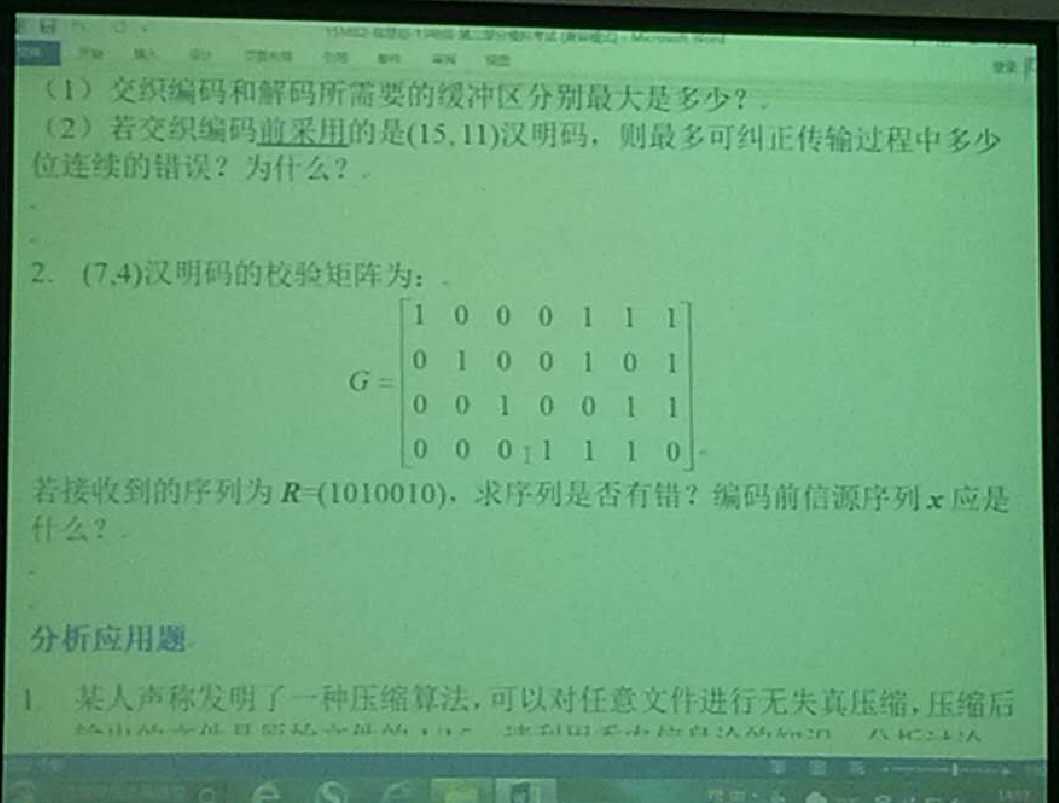 （1）交织编码和解码所需要的缓冲区分别最大是多少？
（2）若交织编码前采用的是(15,11)汉明码，则最多可纠正传输过程中多少
位连续的错误？为什么？
2. (7,4)汉明码的校验矩阵为：
1 0 0 0 1 1 1
0 1 0 0 1 0 1
G=
0 0 1 0 0 1 1
0 0 0 1 1 1 0
若接收到的序列为 R=(1010010)，求序列是否有错？编码前信源序列 x 应是
什么？
分析应用题
1. 某人声称发明了一种压缩算法，可以对任意文件进行无失真压缩，压缩后